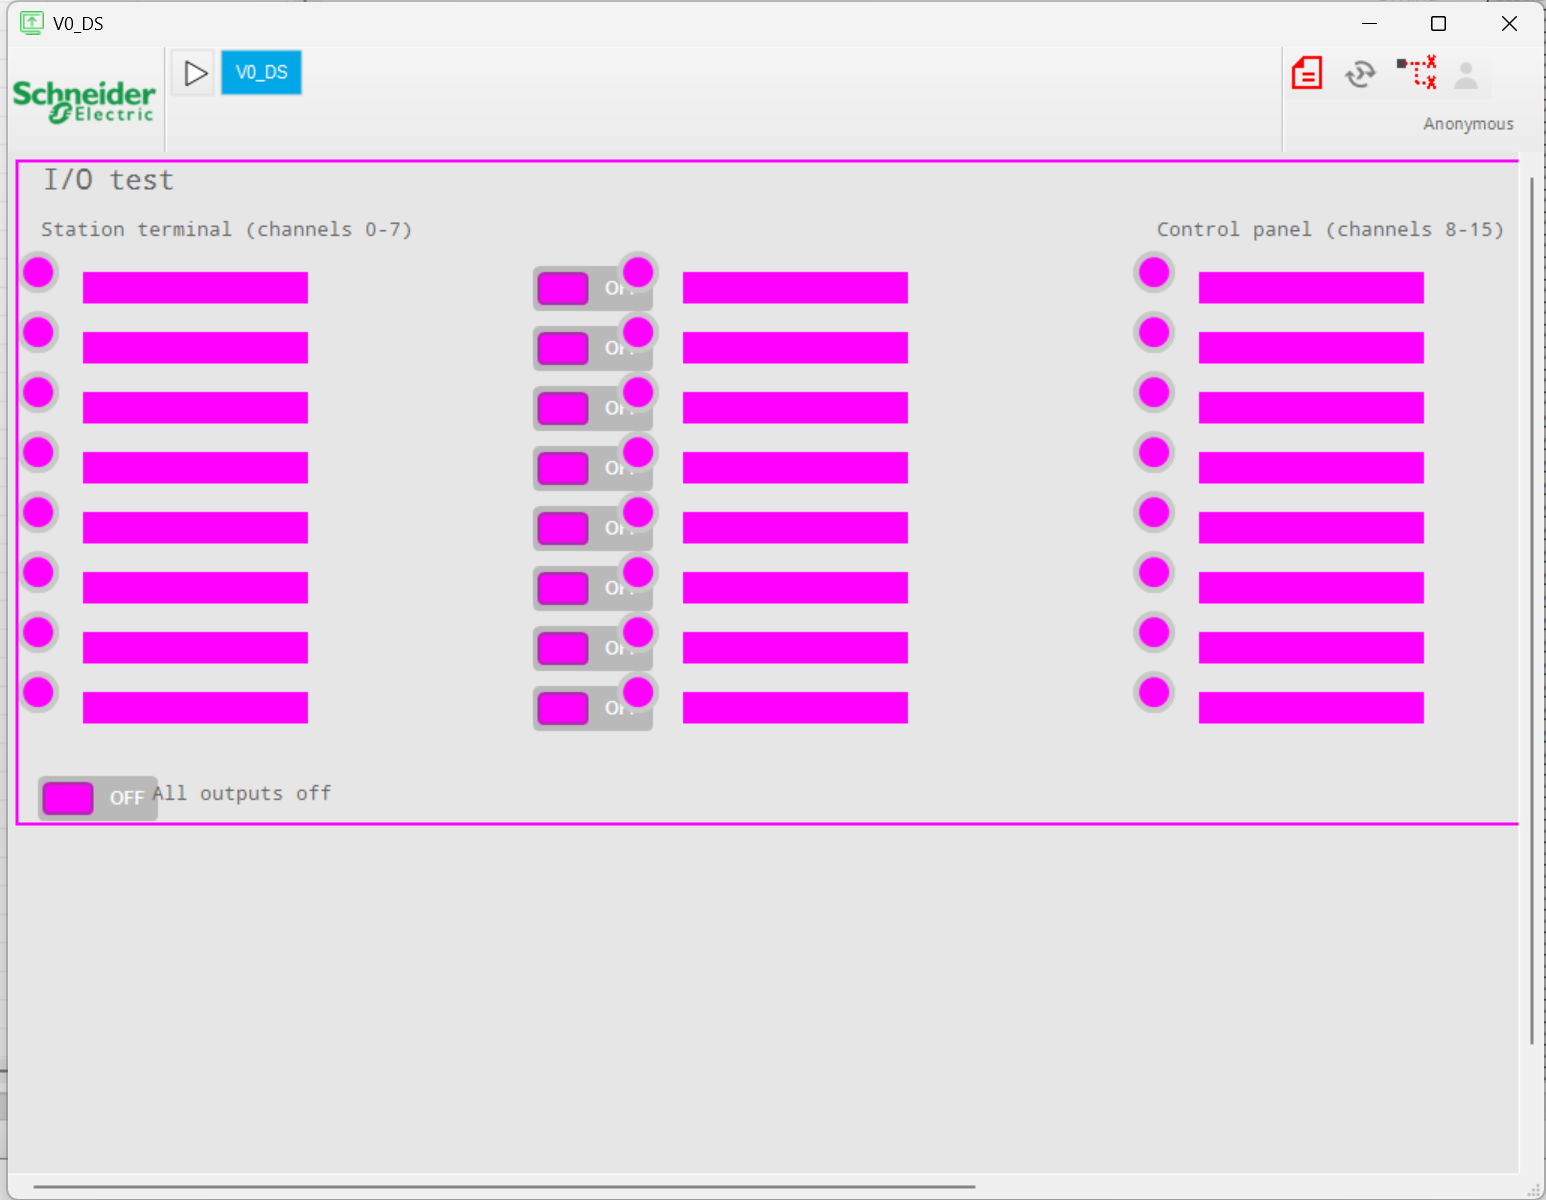 V0_DS
Schneider
Electric
V0_DS
Anonymous
I/O test
Station terminal (channels 0-7)
Control panel (channels 8-15)
OFF
All outputs off